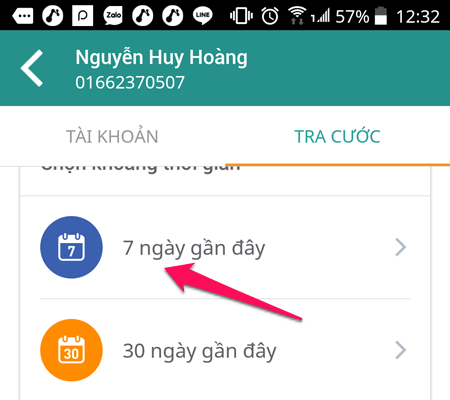 Zalo LINE 57% 12:32
Nguyễn Huy Hoàng
01662370507
TÀI KHOẢN TRA CƯỚC
Chọn khoảng thời gian
7 7 ngày gần đây
30 30 ngày gần đây